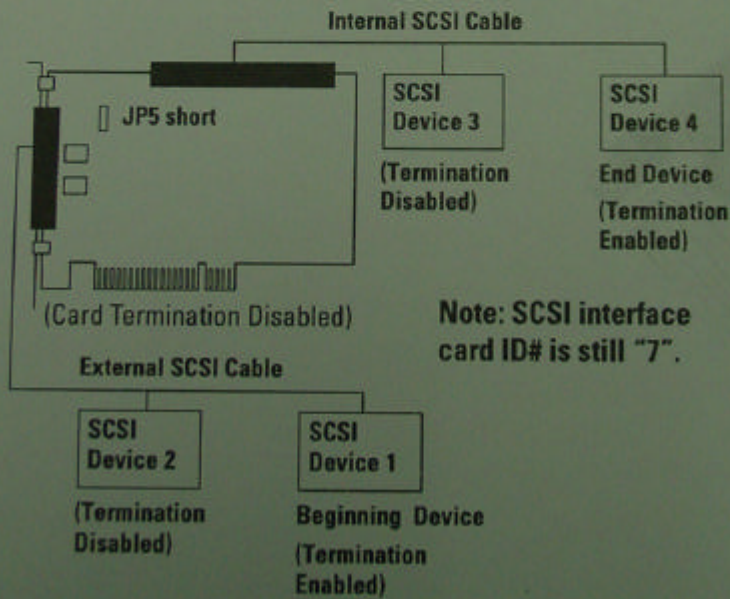 Internal SCSI Cable
JP5 short
SCSI
Device 3
(Termination
Disabled)
SCSI
Device 4
End Device
(Termination
Enabled)
(Card Termination Disabled)
Note: SCSI interface
card ID# is still "7".
External SCSI Cable
SCSI
Device 2
(Termination
Disabled)
SCSI
Device 1
Beginning Device
(Termination
Enabled)